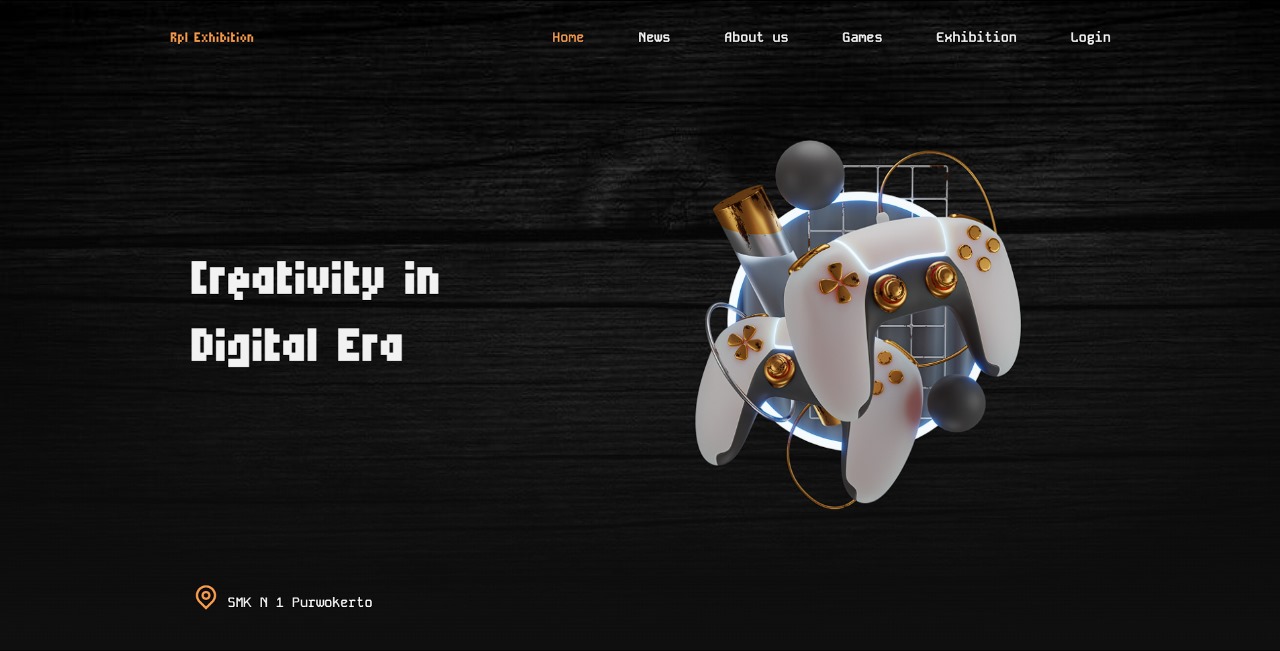 Rpl Exhibition
Home News About us Games Exhibition Login
Creativity in
Digital Era
SMK N 1 Purwokerto